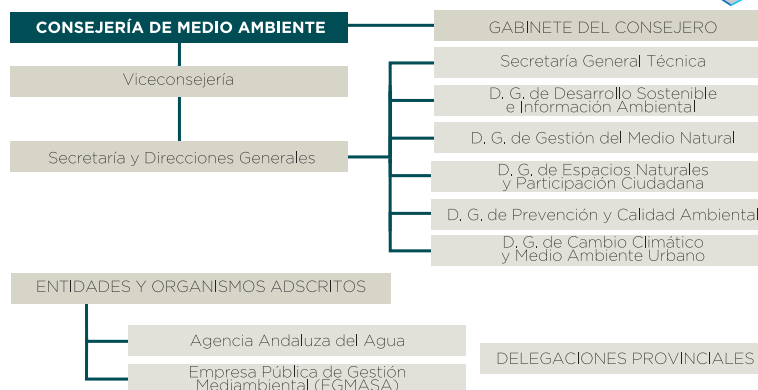 CONSEJERÍA DE MEDIO AMBIENTE
GABINETE DEL CONSEJERO
Viceconsejería
Secretaría y Direcciones Generales
Secretaría General Técnica
D. G. de Desarrollo Sostenible
e Información Ambiental
D. G. de Gestión del Medio Natural
D. G. de Espacios Naturales
y Participación Ciudadana
D. G. de Prevención y Calidad Ambiental
D. G. de Cambio Climático
y Medio Ambiente Urbano
ENTIDADES Y ORGANISMOS ADSCRITOS
Agencia Andaluza del Agua
Empresa Pública de Gestión
Mediambiental (EGMASA)
DELEGACIONES PROVINCIALES